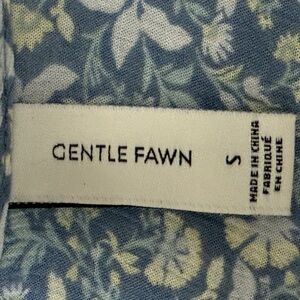 GENTLE FAWN
S
MADE IN CHINA
FABRIQUÉ
EN CHINE